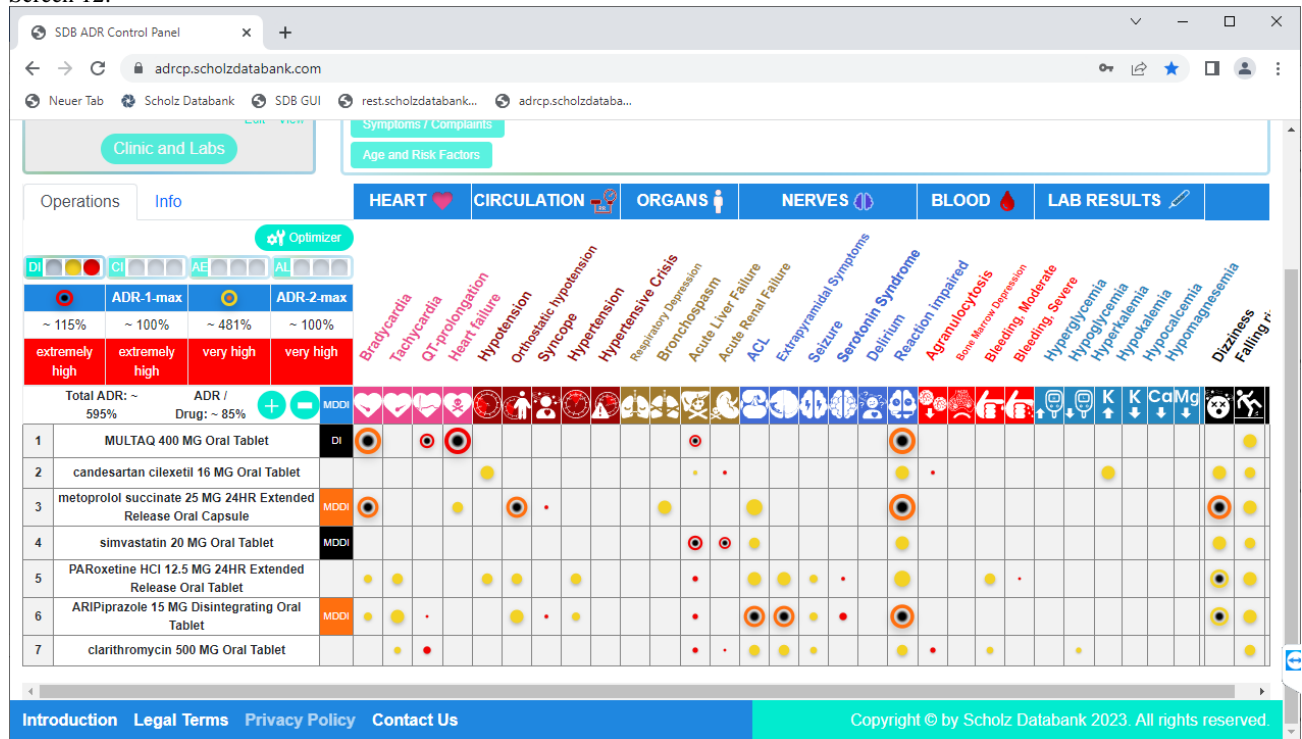 Screen 12:
SDB ADR Control Panel
adrcp.scholzdatabank.com
Neuer Tab Scholz Databank SDB GUI rest.scholzdatabank... adrcp.scholzdataba...
Edit View
Symptoms / Complaints
Clinic and Labs
Age and Risk Factors
Operations Info
HEART CIRCULATION ORGANS NERVES BLOOD LAB RESULTS
Optimizer
DI CI AE AL
ADR-1-max ADR-2-max
~ 115% ~ 100% ~ 481% ~ 100%
extremely high extremely high very high very high
Bradycardia
Tachycardia
QT-prolongation
Heart failure
Hypotension
Orthostatic hypotension
Syncope
Hypertension
Hypertensive Crisis
Respiratory Depression
Bronchospasm
Acute Liver Failure
Acute Renal Failure
ACL
Extrapyramidal Symptoms
Seizure
Serotonin Syndrome
Delirium
Reaction impaired
Agranulocytosis
Bone Marrow Depression
Bleeding, Moderate
Bleeding, Severe
Hyperglycemia
Hypoglycemia
Hyperkalemia
Hypokalemia
Hypocalcemia
Hypomagnesemia
Dizziness
Falling
Total ADR: ~ 595% ADR / Drug: ~ 85% MDDI
K K Ca Mg
1 MULTAQ 400 MG Oral Tablet DI
2 candesartan cilexetil 16 MG Oral Tablet
3 metoprolol succinate 25 MG 24HR Extended
Release Oral Capsule MDDI
4 simvastatin 20 MG Oral Tablet MDDI
5 PARoxetine HCl 12.5 MG 24HR Extended
Release Oral Tablet
6 ARIPiprazole 15 MG Disintegrating Oral
Tablet MDDI
7 clarithromycin 500 MG Oral Tablet
Introduction Legal Terms Privacy Policy Contact Us
Copyright © by Scholz Databank 2023. All rights reserved.